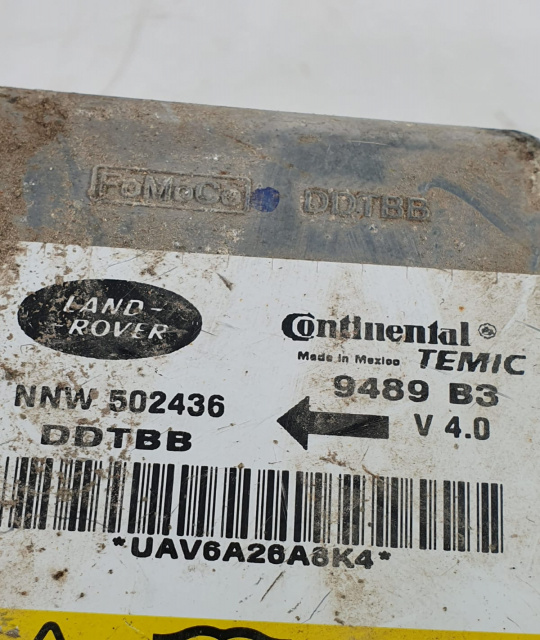 FoMoCo DDTBB
LAND-
ROVER
Continental
Made in Mexico TEMIC
NNW 502436
9489 B3
DDTBB
V 4.0
*UAV6A26A8K4*